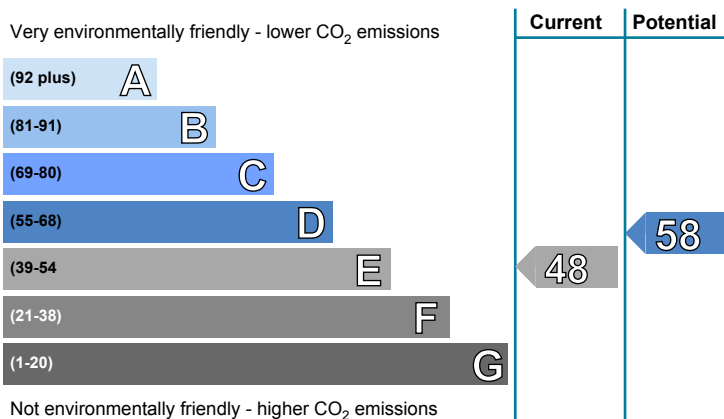 Current Potential
Very environmentally friendly - lower CO2 emissions
(92 plus) A
(81-91) B
(69-80) C
(55-68) D
58
(39-54 E
48
(21-38) F
(1-20) G
Not environmentally friendly - higher CO2 emissions